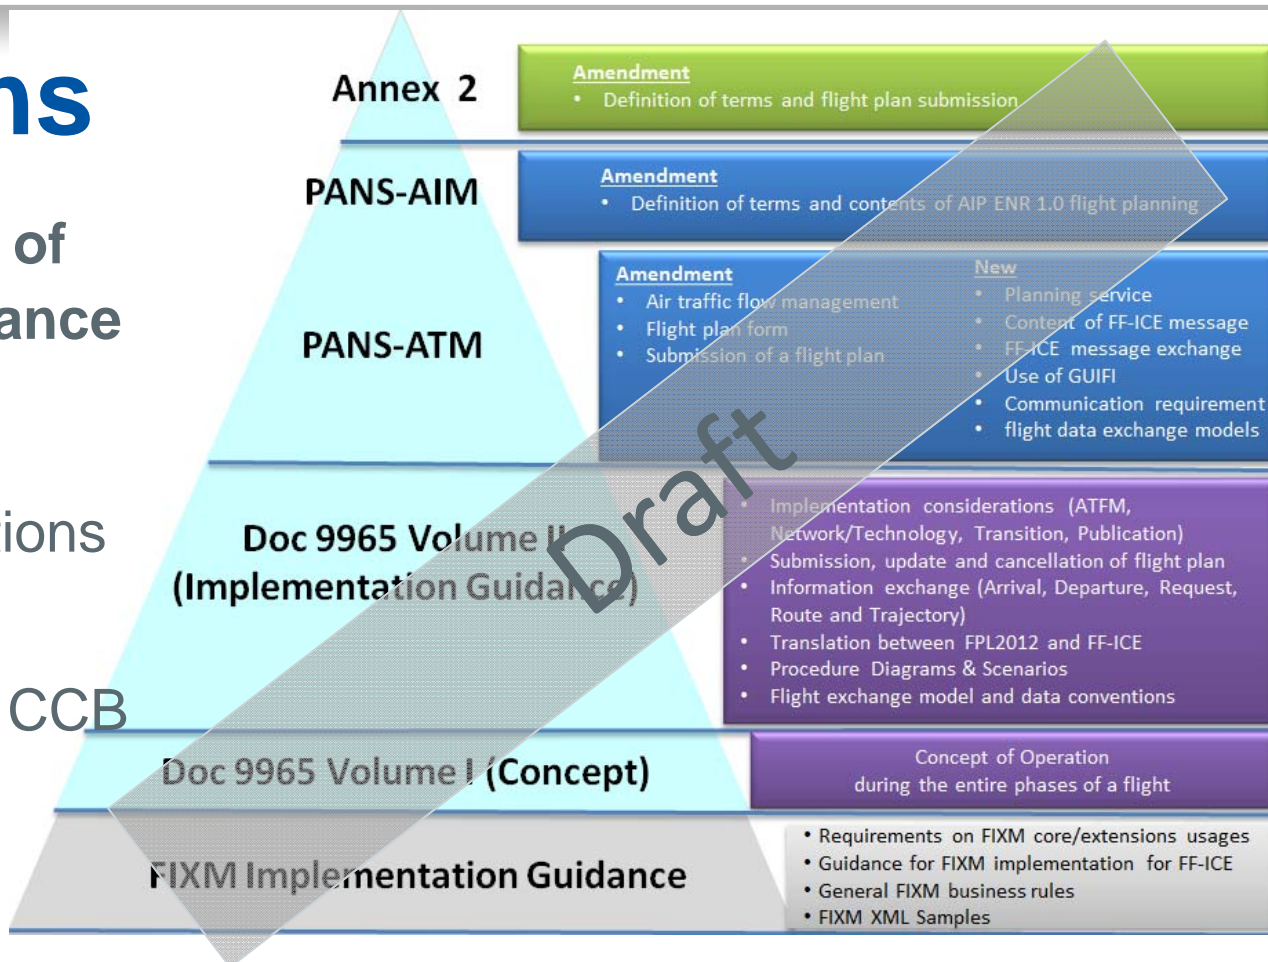 ns
of
ance
tions
CCB
Annex 2
Amendment
• Definition of terms and flight plan submission
PANS-AIM
Amendment
• Definition of terms and contents of AIP ENR 1.0 flight planning
PANS-ATM
Amendment
• Air traffic flow management
• Flight plan form
• Submission of a flight plan
New
• Planning service
• Content of FF-ICE message
• FF-ICE message exchange
• Use of GUIFI
• Communication requirement
• flight data exchange models
Draft
Doc 9965 Volume II
(Implementation Guidance)
• Implementation considerations (ATFM,
Network/Technology, Transition, Publication)
• Submission, update and cancellation of flight plan
• Information exchange (Arrival, Departure, Request,
Route and Trajectory)
• Translation between FPL2012 and FF-ICE
• Procedure Diagrams & Scenarios
• Flight exchange model and data conventions
Doc 9965 Volume I (Concept)
Concept of Operation
during the entire phases of a flight
FIXM Implementation Guidance
• Requirements on FIXM core/extensions usages
• Guidance for FIXM implementation for FF-ICE
• General FIXM business rules
• FIXM XML Samples